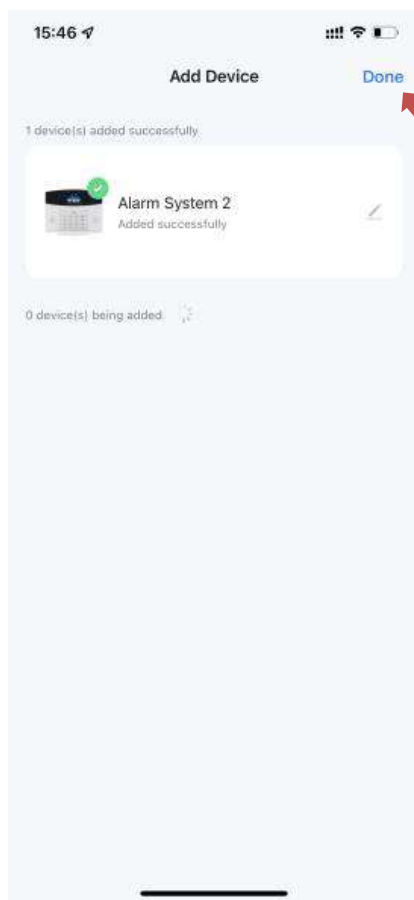 15:46
Add Device
Done
1 device(s) added successfully
Alarm System 2
Added successfully
0 device(s) being added